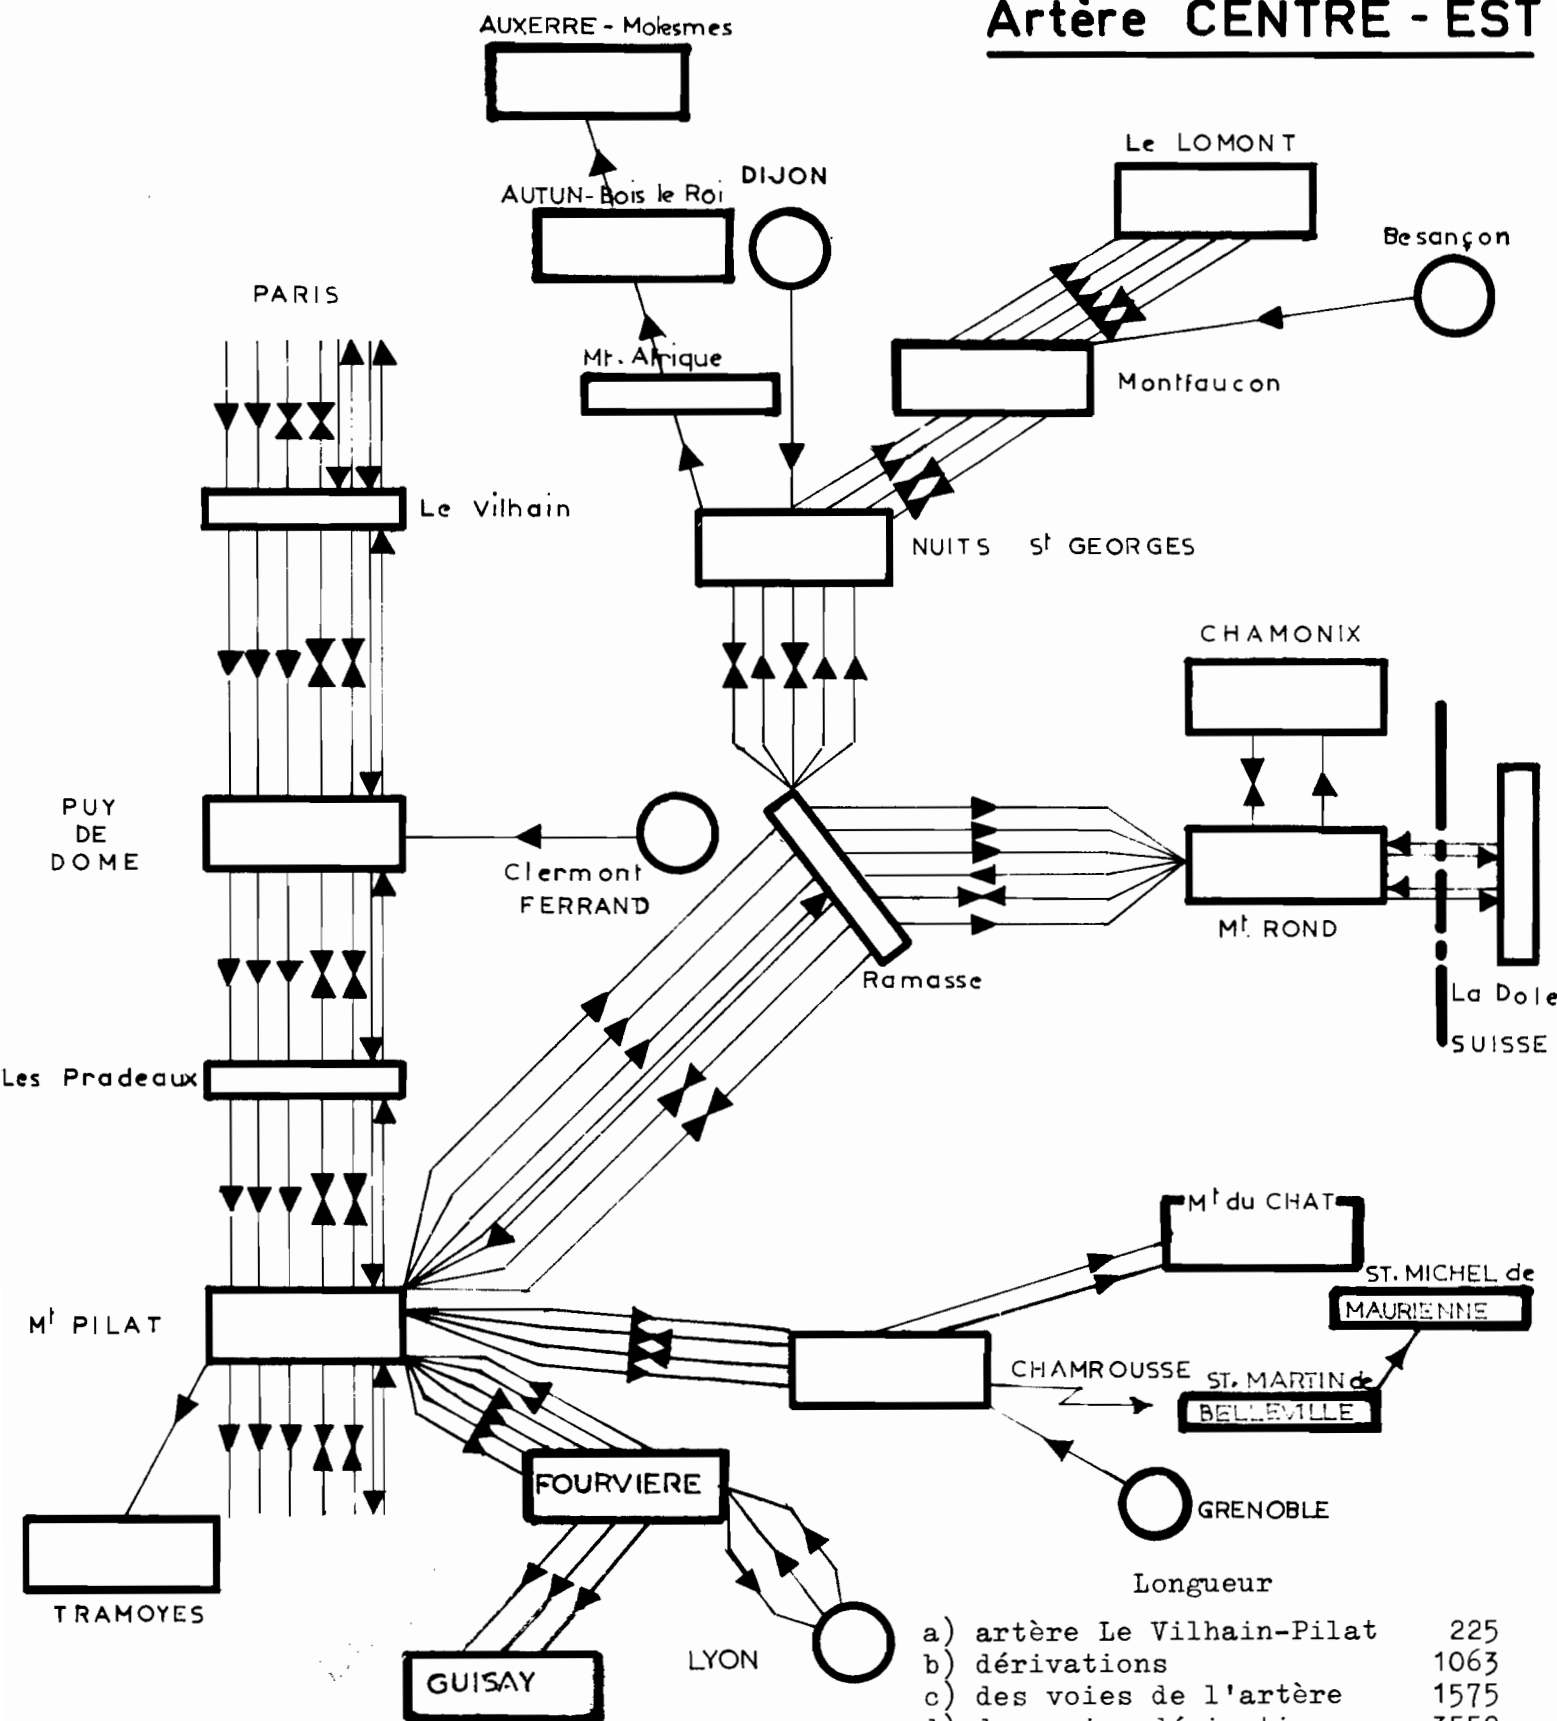 Artère CENTRE - EST
AUXERRE - Molesmes
Le LOMONT
DIJON
AUTUN-Bois le Roi
Besançon
PARIS
Mt. Afrique
Montfaucon
Le Vilhain
NUITS St GEORGES
CHAMONIX
PUY
DE
DOME
Clermont
FERRAND
Mt. ROND
Ramasse
La Dole
SUISSE
Les Pradeaux
Mt du CHAT
ST. MICHEL de
MAURIENNE
Mt PILAT
CHAMROUSSE
ST. MARTIN de
BELLEVILLE
FOURVIERE
GRENOBLE
TRAMOYES
LYON
GUISAY
Longueur
a) artère Le Vilhain-Pilat 225
b) dérivations 1063
c) des voies de l'artère 1575